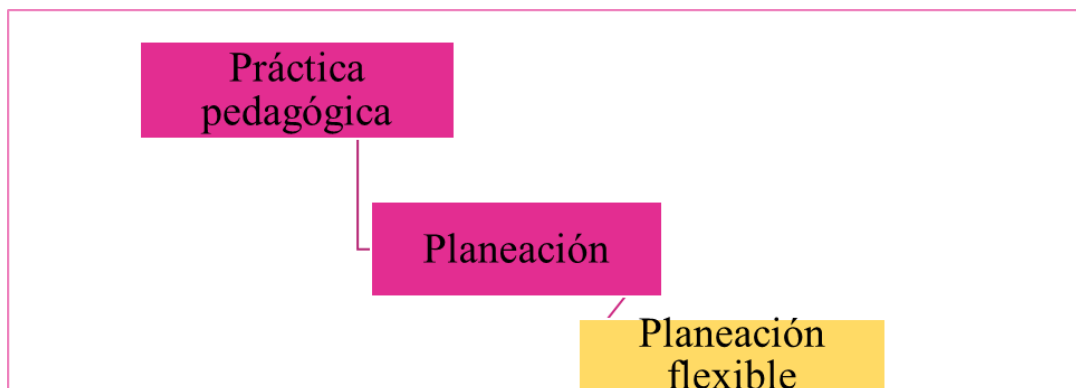 Práctica
pedagógica
Planeación
Planeación
flexible